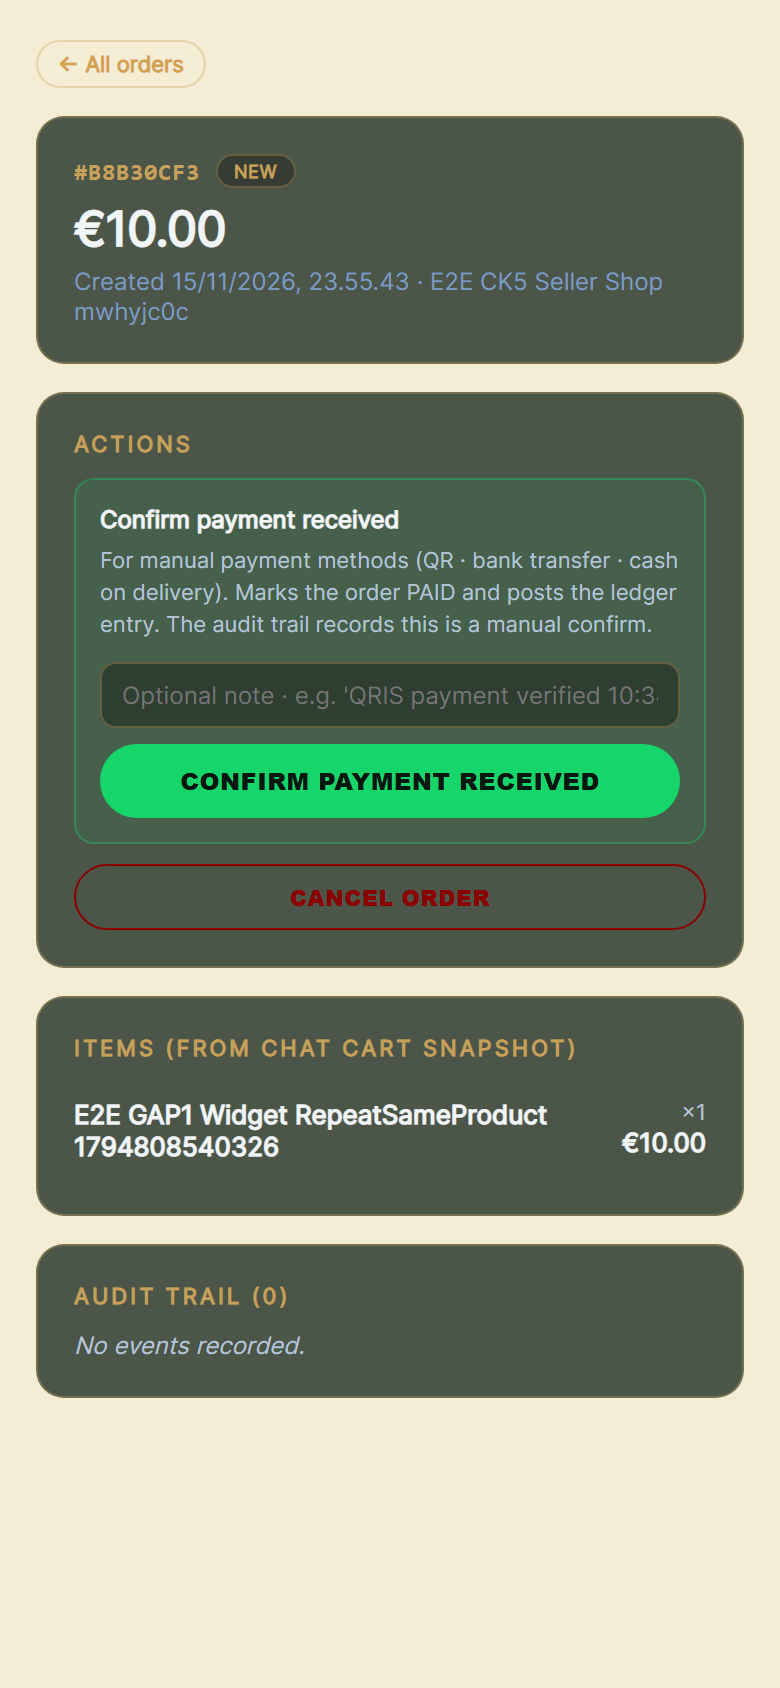 ← All orders
#B8B30CF3 NEW
€10.00
Created 15/11/2026, 23.55.43 · E2E CK5 Seller Shop
mwhyjc0c
ACTIONS
Confirm payment received
For manual payment methods (QR · bank transfer · cash
on delivery). Marks the order PAID and posts the ledger
entry. The audit trail records this is a manual confirm.
Optional note · e.g. 'QRIS payment verified 10:3
CONFIRM PAYMENT RECEIVED
CANCEL ORDER
ITEMS (FROM CHAT CART SNAPSHOT)
E2E GAP1 Widget RepeatSameProduct
1794808540326
×1
€10.00
AUDIT TRAIL (0)
No events recorded.